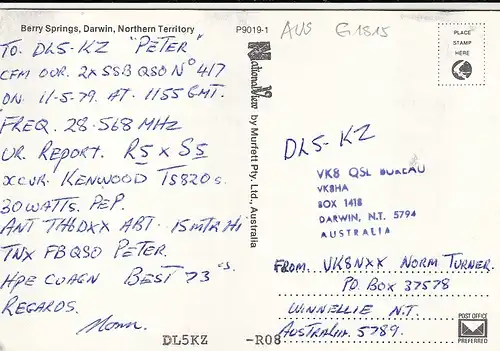 Berry Springs, Darwin, Northern Territory
P9019-1
AUS G1815
PLACE
STAMP
HERE
TO. DL5-KZ "PETER"
CFM OUR. 2X SSB QSO No 417
ON. 11-5-79. AT. 1155 GMT.
FREQ. 28.568 MHz
UR. REPORT. R5 x S5
XCVR. KENWOOD TS820s.
30 WATTS. PEP.
ANT TH6DXX ABT. 15 mTR Hi
TNX FB QSO PETER.
HPE CUAGN BEST 73's.
REGARDS.
Norm.
NationalView by Murfett Pty. Ltd., Australia
DL5-KZ
VK8 QSL BUREAU
VK8HA
BOX 1418
DARWIN, N.T. 5794
AUSTRALIA
FROM. VK8NXX NORM TURNER.
P.O. BOX 37578
WINNELLIE N.T.
AUSTRALIA. 5789.
POST OFFICE
PREFERRED
DL5KZ -R08